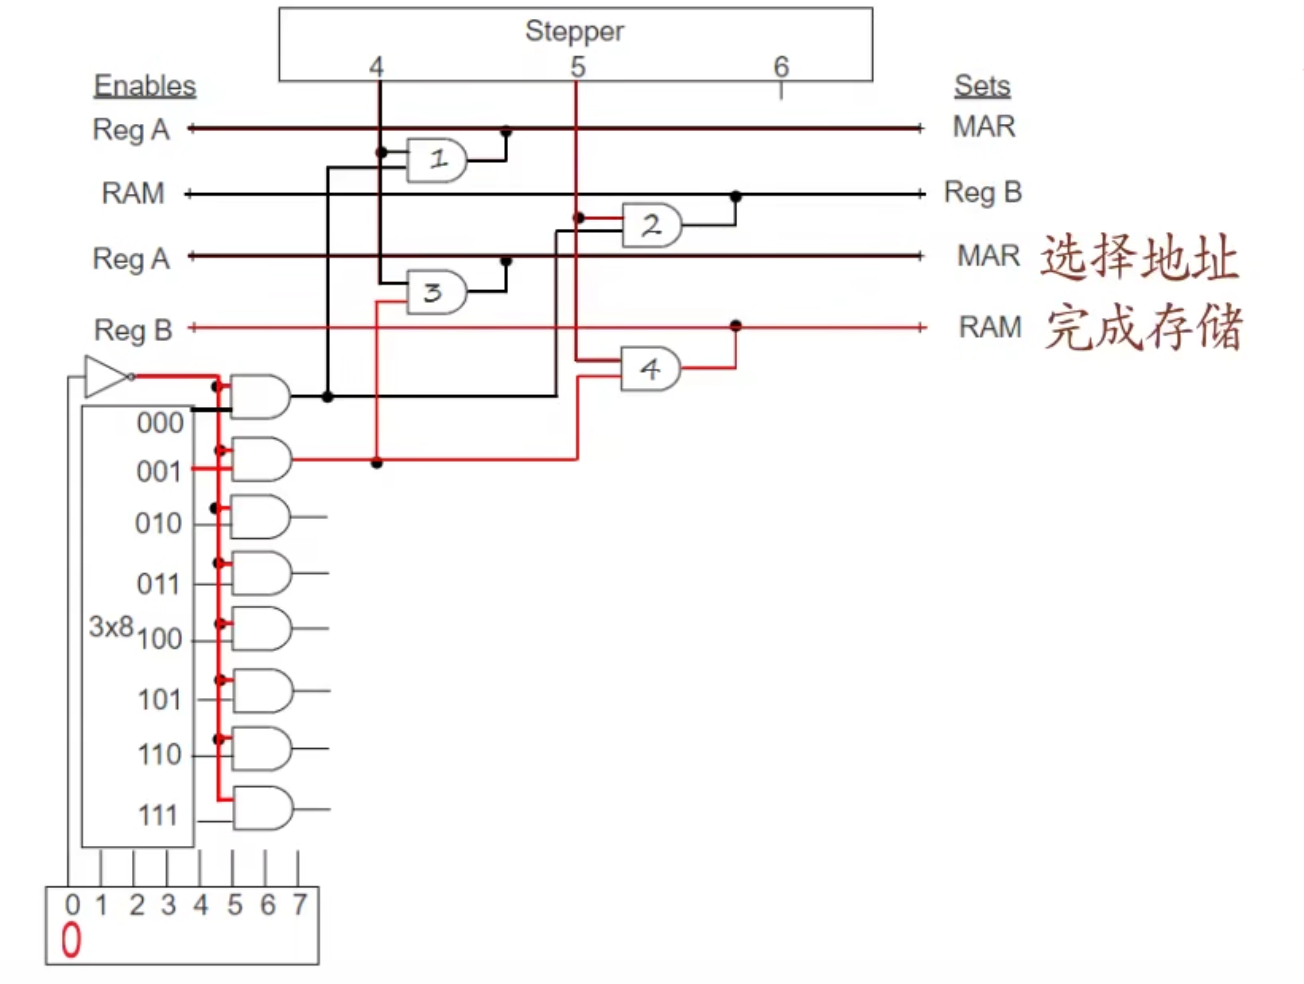 Stepper
4 5 6
Enables Sets
Reg A MAR
1
RAM Reg B
2
Reg A MAR 选择地址
3
Reg B RAM 完成存储
4
000
001
010
011
3x8 100
101
110
111
0 1 2 3 4 5 6 7
0